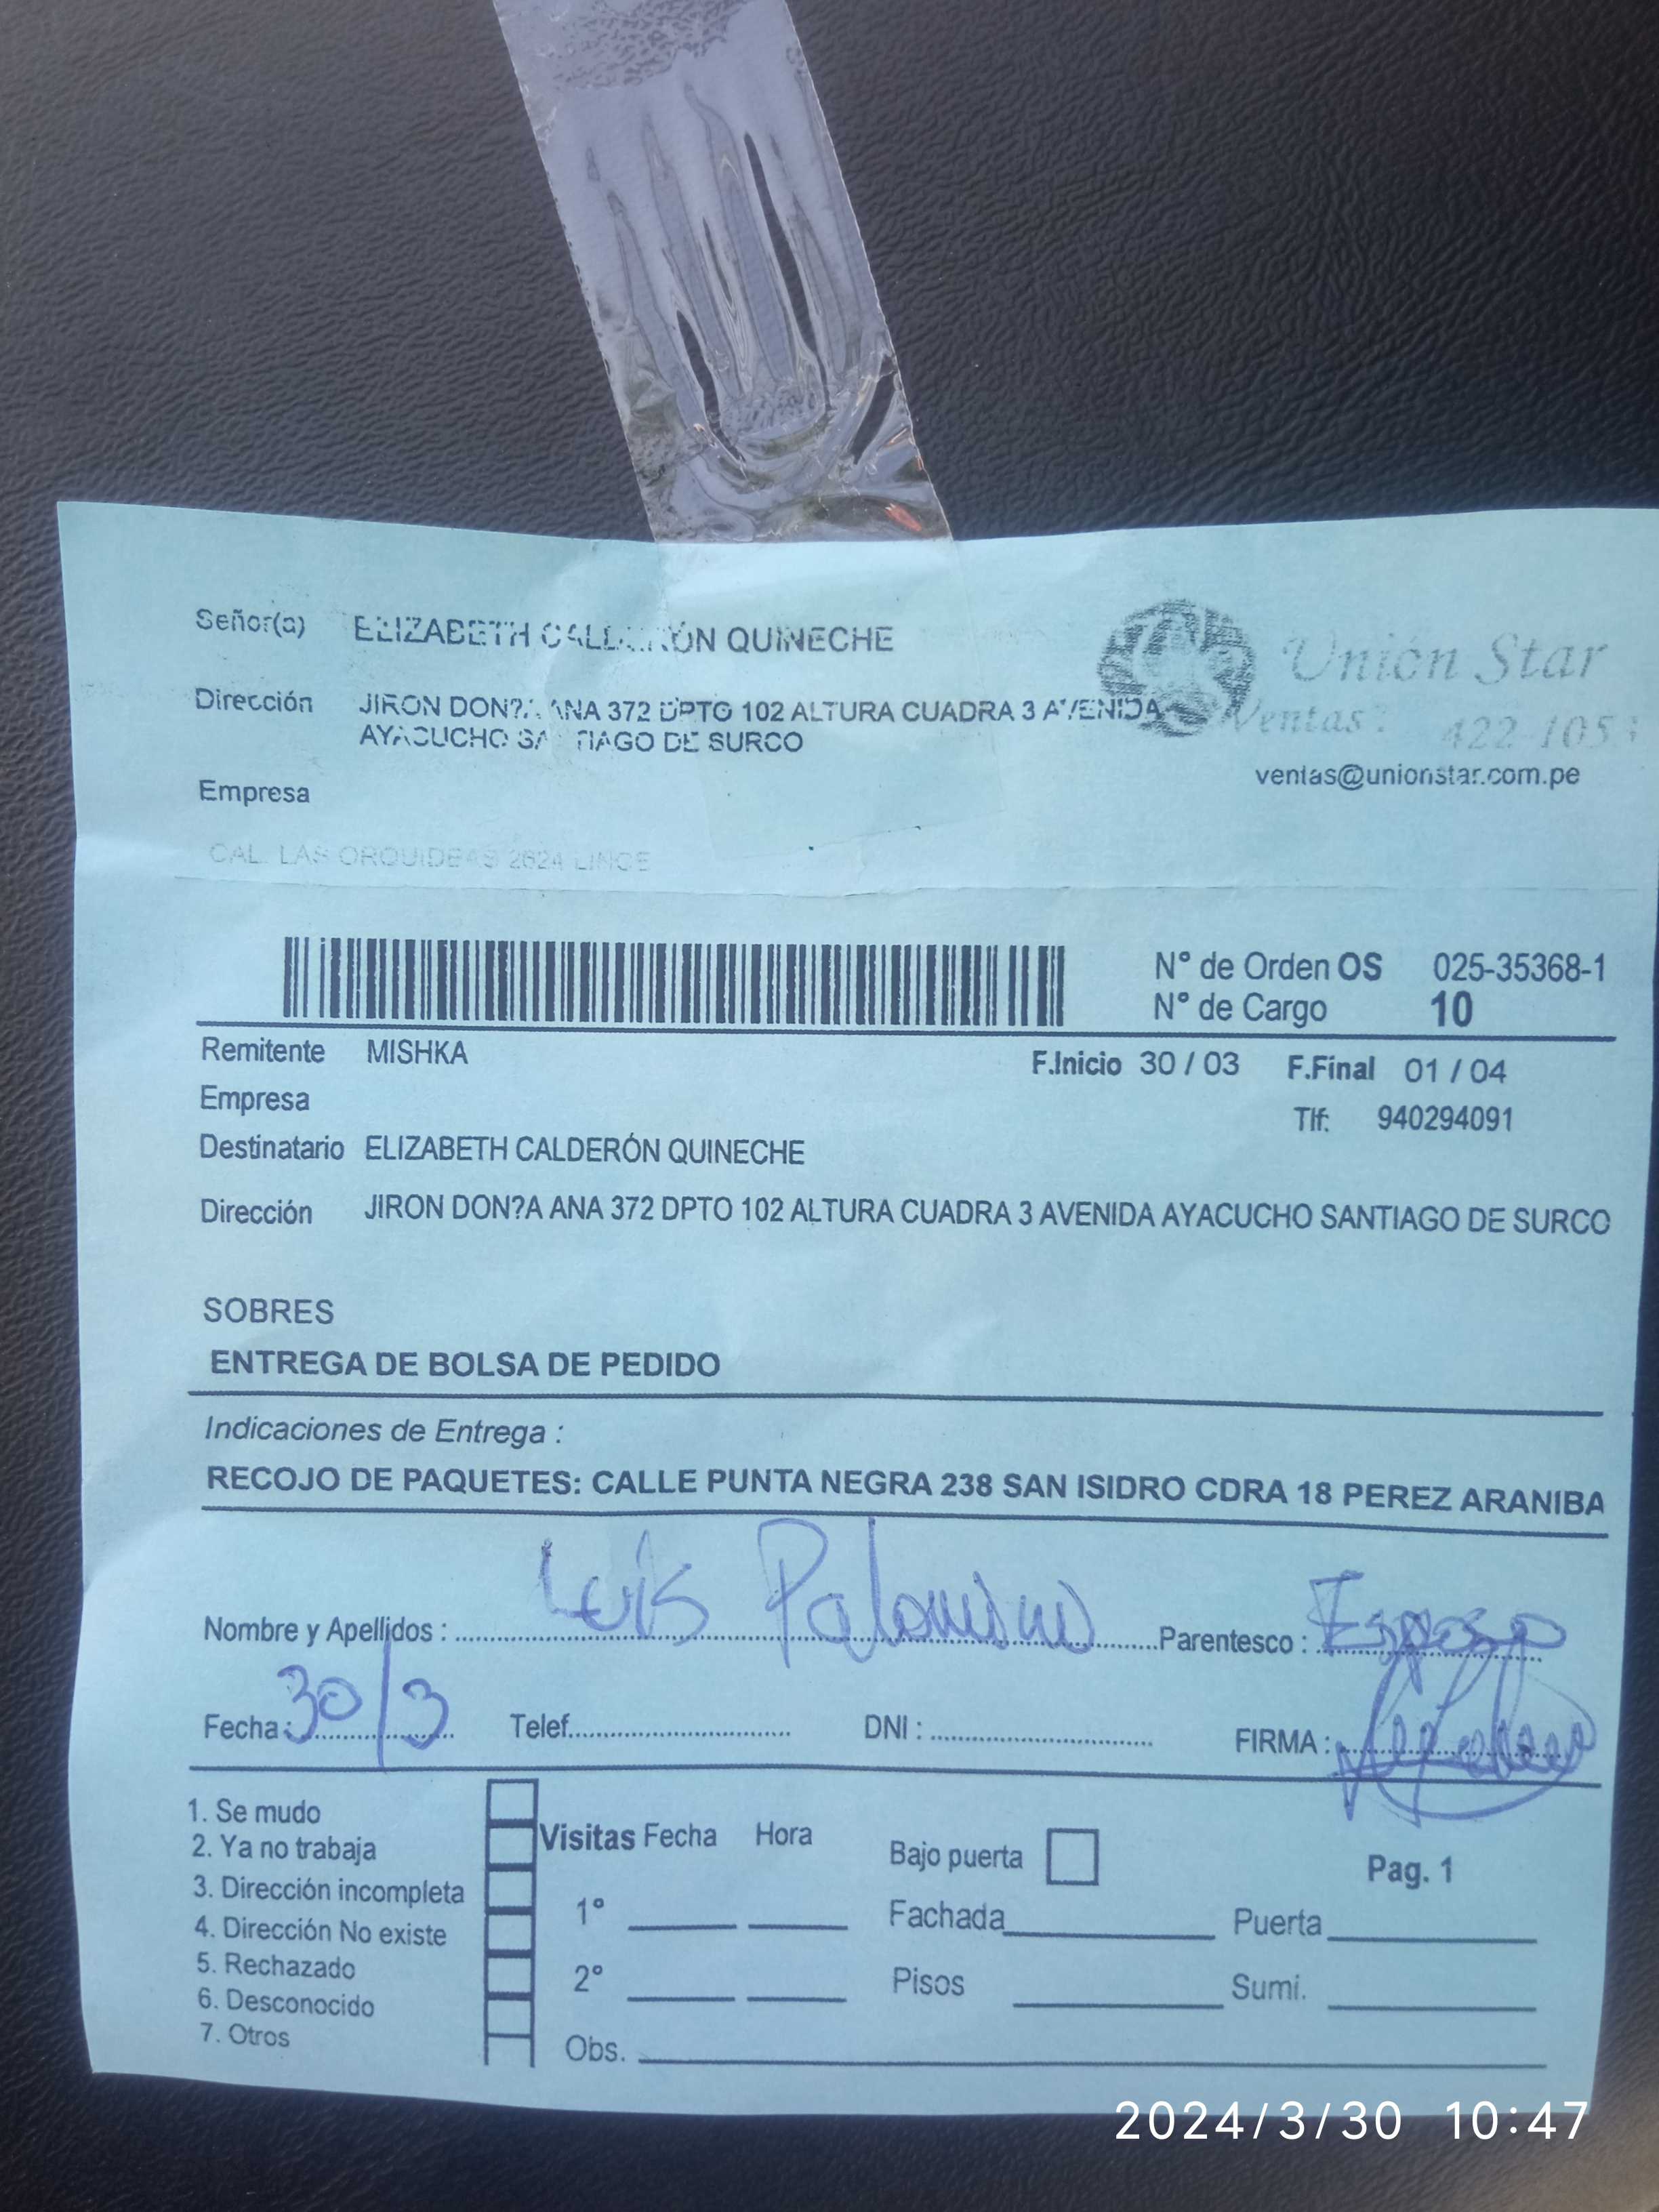 Señor(a) ELIZABETH CALDERÓN QUINECHE
Unión Star
Dirección JIRON DON?A ANA 372 DPTO 102 ALTURA CUADRA 3 AVENIDA
AYACUCHO SANTIAGO DE SURCO
Ventas: 422-1053
ventas@unionstar.com.pe
Empresa
CAL. LAS ORQUIDEAS 2624 LINCE
N° de Orden OS 025-35368-1
N° de Cargo 10
Remitente MISHKA F.Inicio 30 / 03 F.Final 01 / 04
Empresa Tlf: 940294091
Destinatario ELIZABETH CALDERÓN QUINECHE
Dirección JIRON DON?A ANA 372 DPTO 102 ALTURA CUADRA 3 AVENIDA AYACUCHO SANTIAGO DE SURCO
SOBRES
ENTREGA DE BOLSA DE PEDIDO
Indicaciones de Entrega :
RECOJO DE PAQUETES: CALLE PUNTA NEGRA 238 SAN ISIDRO CDRA 18 PEREZ ARANIBA
Nombre y Apellidos : Luis Palomino Parentesco : Esposo
Fecha: 30/3 Telef. DNI : FIRMA :
1. Se mudo
2. Ya no trabaja
3. Dirección incompleta
4. Dirección No existe
5. Rechazado
6. Desconocido
7. Otros
Visitas Fecha Hora Bajo puerta Pag. 1
1° Fachada Puerta
2° Pisos Sumi.
Obs.
2024/3/30 10:47